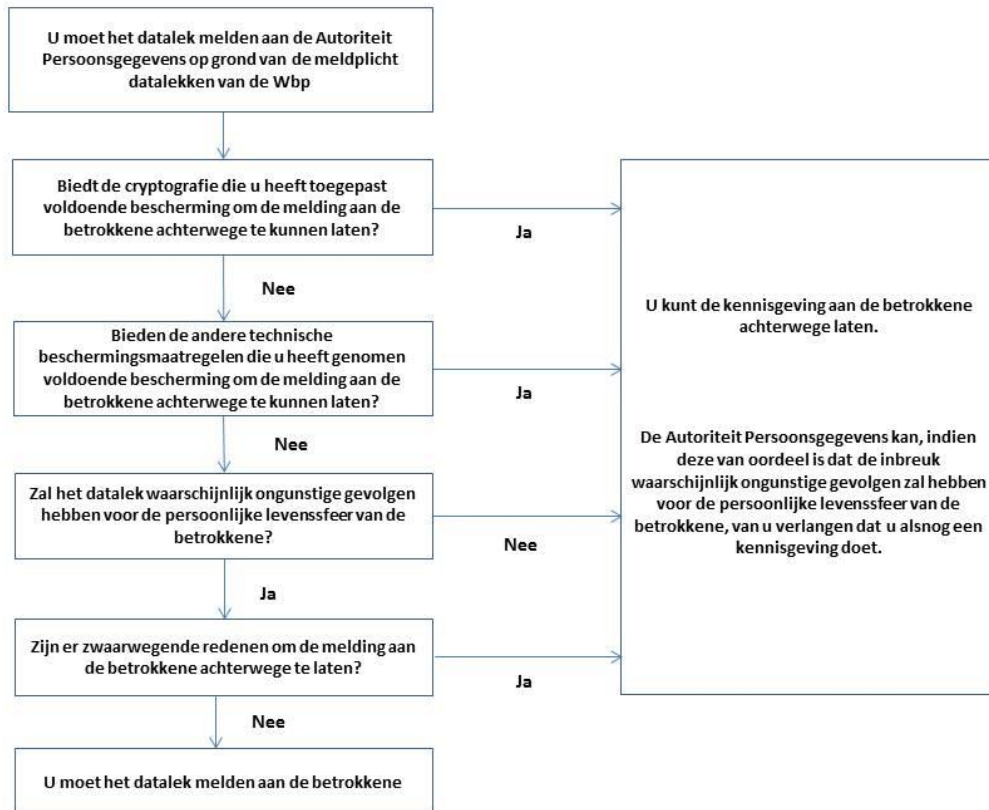 U moet het datalek melden aan de Autoriteit
Persoonsgegevens op grond van de meldplicht
datalekken van de Wbp
Biedt de cryptografie die u heeft toegepast
voldoende bescherming om de melding aan de
betrokkene achterwege te kunnen laten?
Ja
Nee
Bieden de andere technische
beschermingsmaatregelen die u heeft genomen
voldoende bescherming om de melding aan de
betrokkene achterwege te kunnen laten?
Ja
Nee
Zal het datalek waarschijnlijk ongunstige gevolgen
hebben voor de persoonlijke levenssfeer van de
betrokkene?
Nee
Ja
Zijn er zwaarwegende redenen om de melding aan
de betrokkene achterwege te laten?
Ja
Nee
U moet het datalek melden aan de betrokkene
U kunt de kennisgeving aan de betrokkene
achterwege laten.
De Autoriteit Persoonsgegevens kan, indien
deze van oordeel is dat de inbreuk
waarschijnlijk ongunstige gevolgen zal hebben
voor de persoonlijke levenssfeer van de
betrokkene, van u verlangen dat u alsnog een
kennisgeving doet.